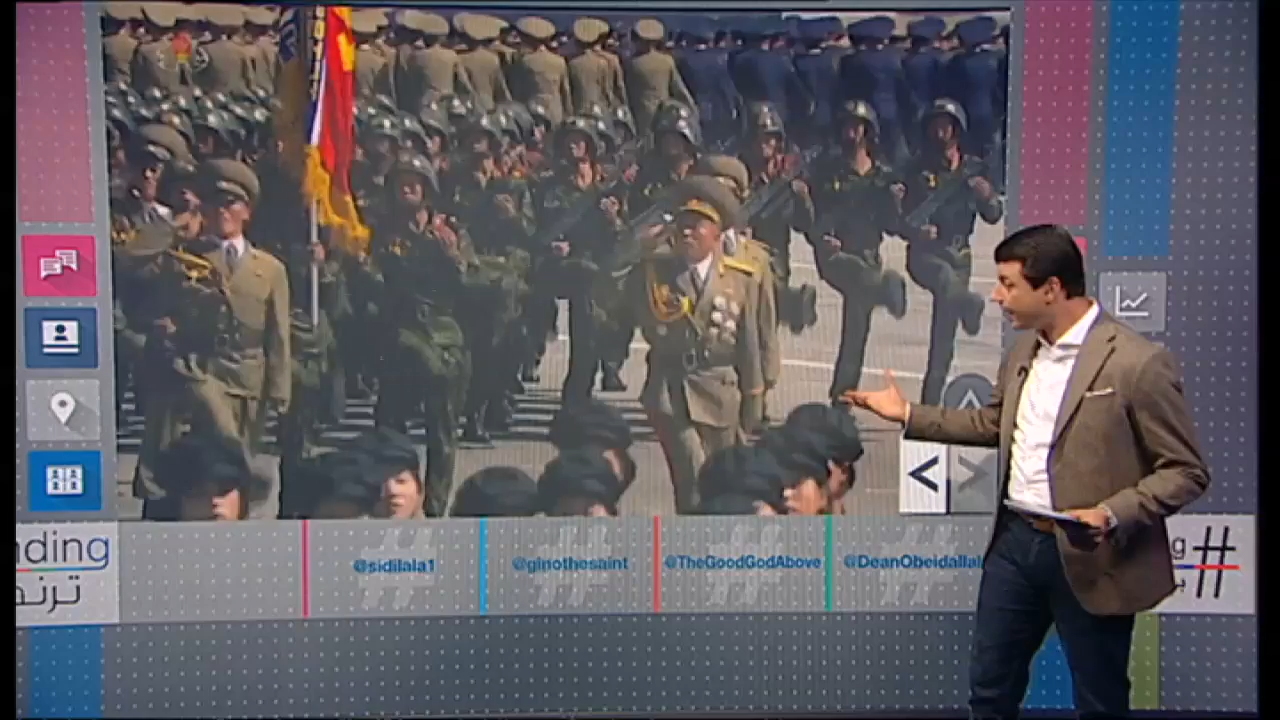 nding
ترند
@sidilala1
@ginothesaint
@TheGoodGodAbove
@DeanObeidallah
g #